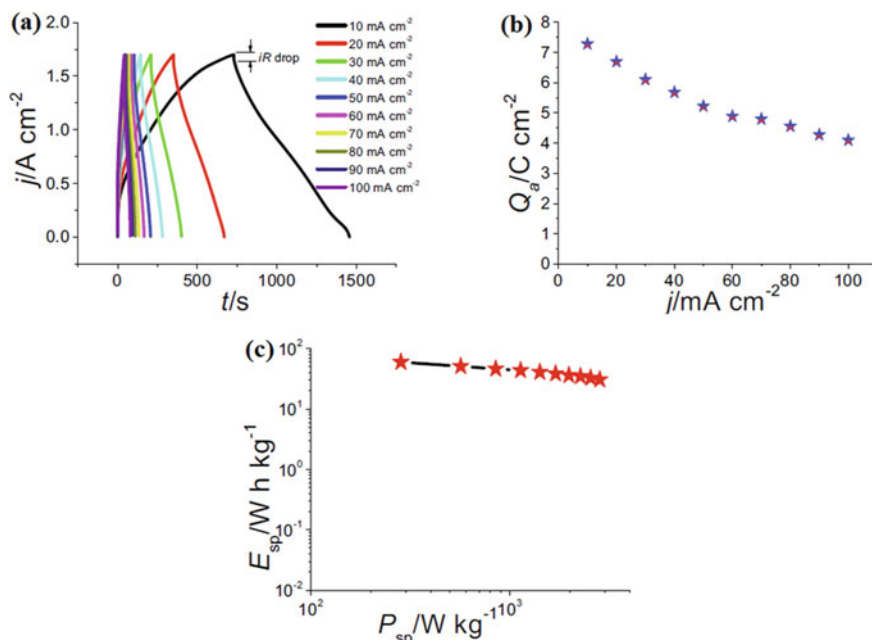 (a)
2.0
1.5
1.0
0.5
0.0
j/A cm⁻²
0 500 1000 1500
t/s
iR drop
10 mA cm⁻²
20 mA cm⁻²
30 mA cm⁻²
40 mA cm⁻²
50 mA cm⁻²
60 mA cm⁻²
70 mA cm⁻²
80 mA cm⁻²
90 mA cm⁻²
100 mA cm⁻²
(b)
8
7
6
5
4
3
2
1
0
Qₐ/C cm⁻²
0 20 40 60 80 100
j/mA cm⁻²
(c)
10²
10¹
10⁰
10⁻¹
10⁻²
E_sp/W h kg⁻¹
10² 10³
P_sp/W kg⁻¹